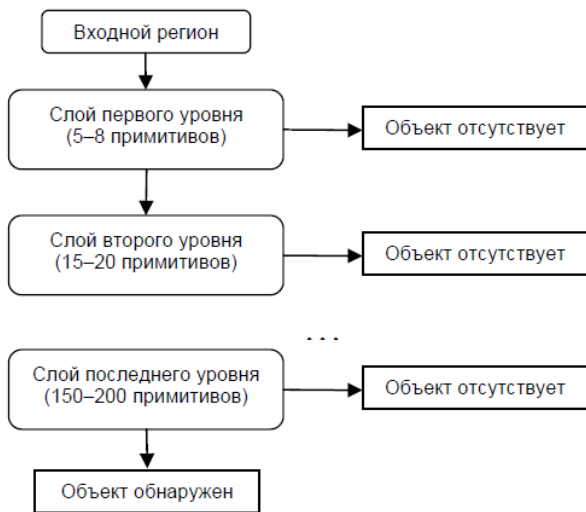 Входной регион
Слой первого уровня
(5–8 примитивов)
Объект отсутствует
Слой второго уровня
(15–20 примитивов)
Объект отсутствует
...
Слой последнего уровня
(150–200 примитивов)
Объект отсутствует
Объект обнаружен